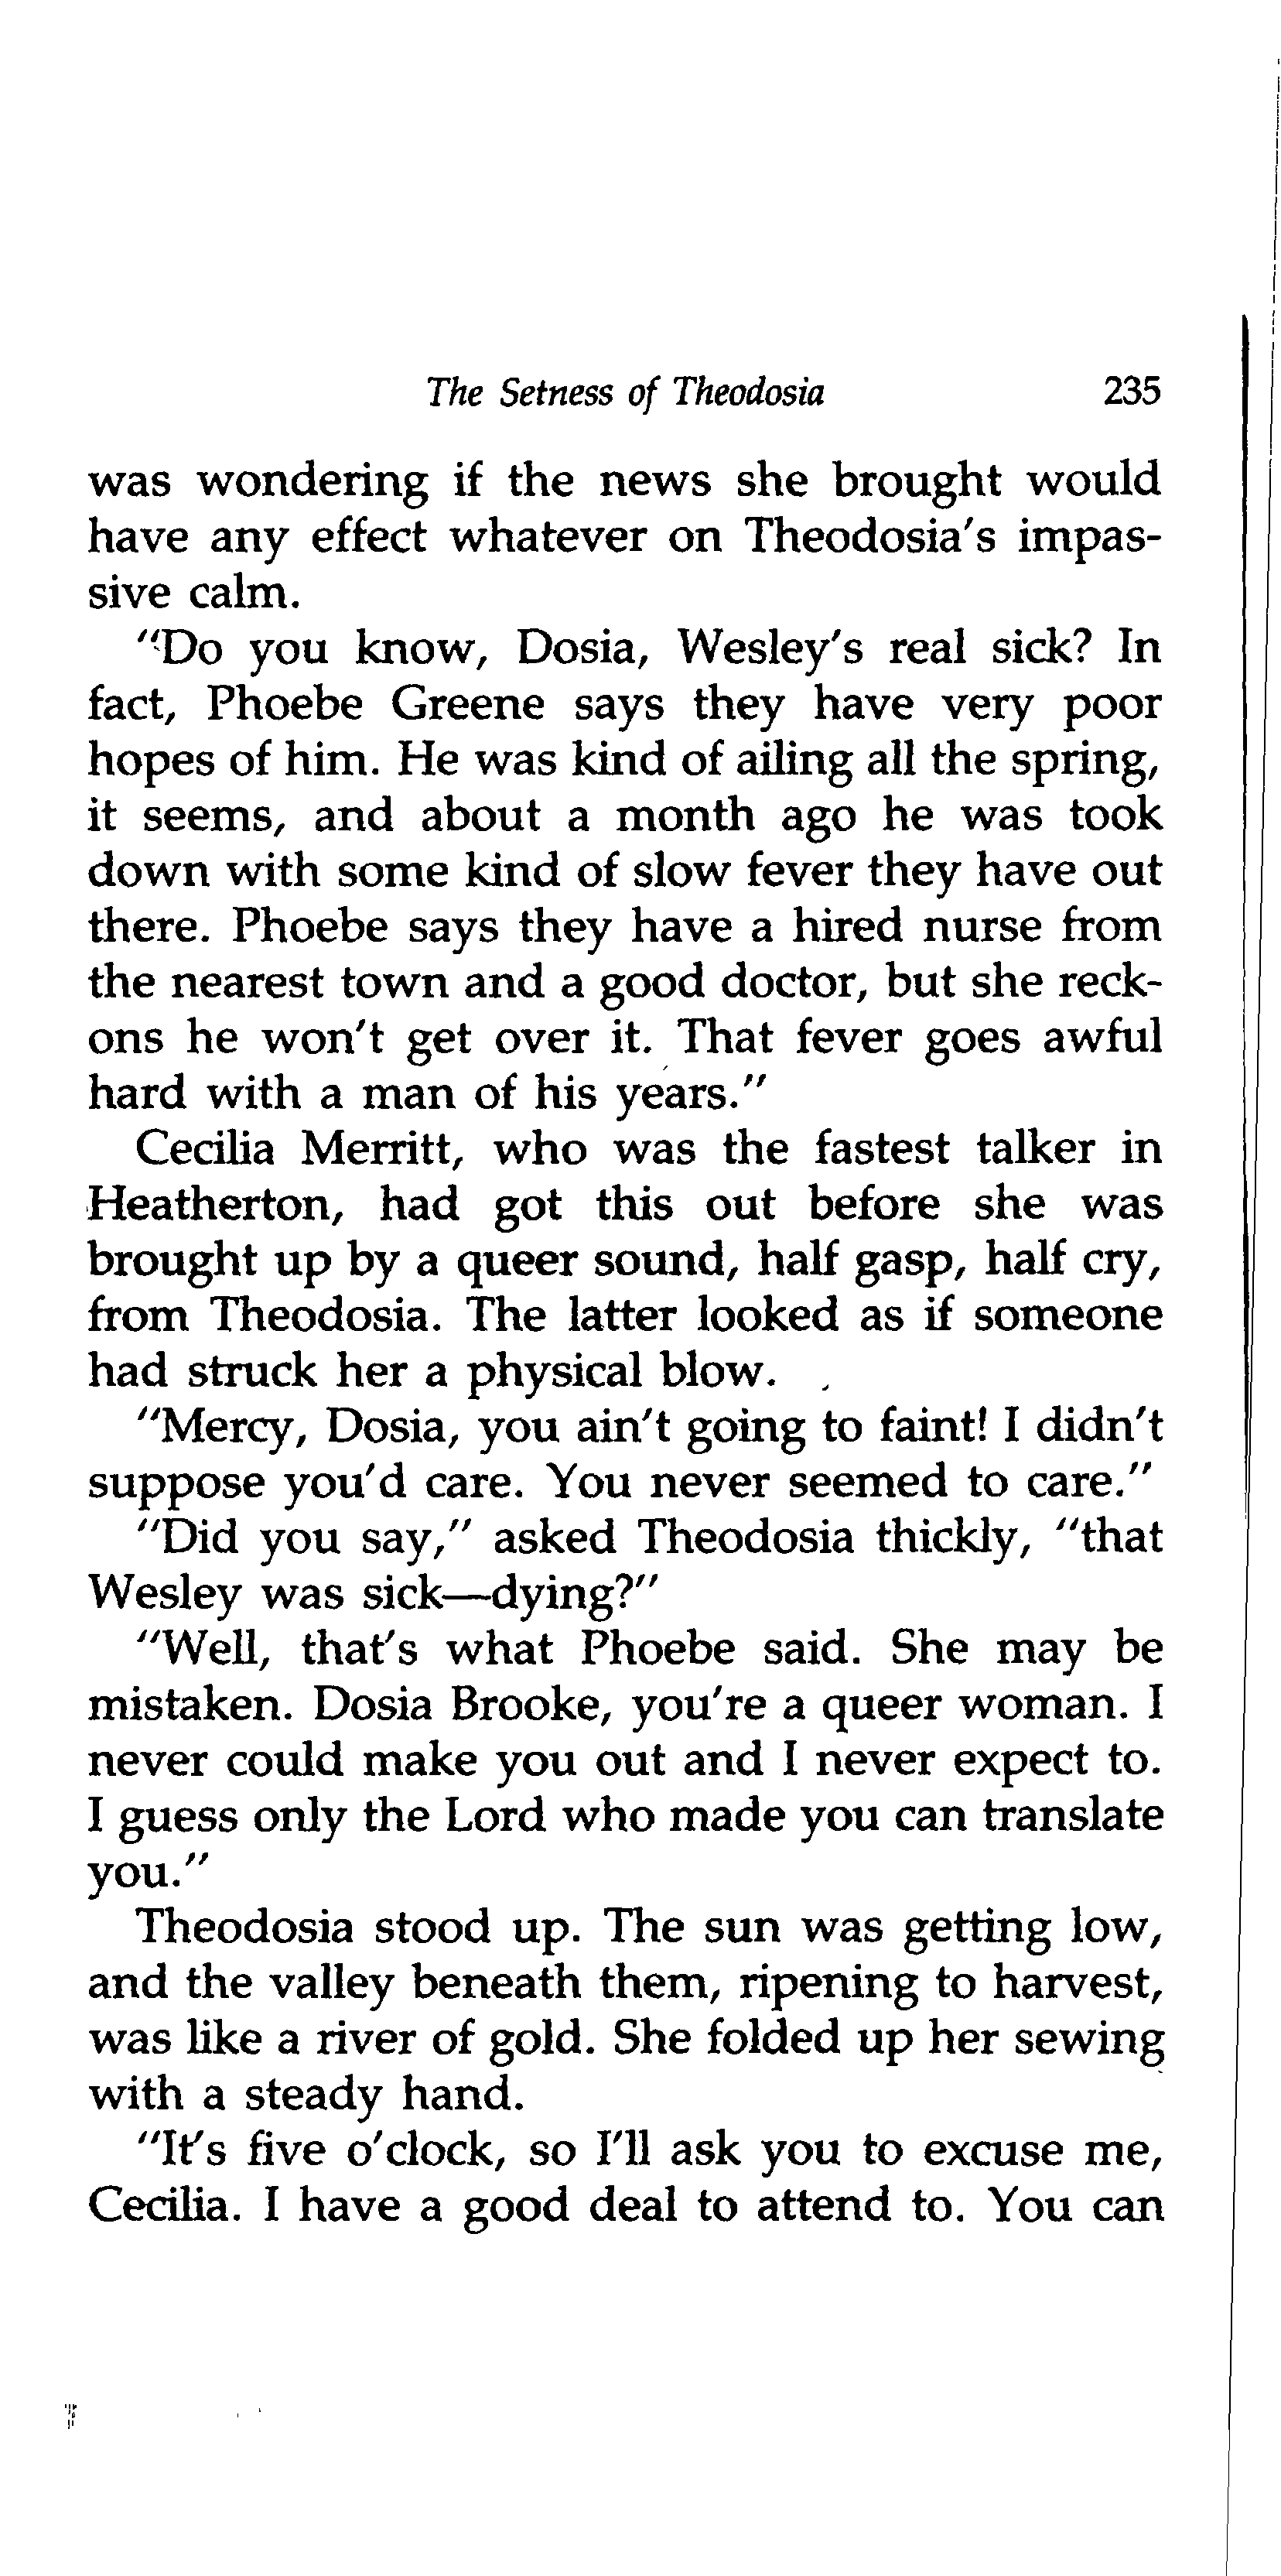 The Setness of Theodosia 235
was wondering if the news she brought would
have any effect whatever on Theodosia's impas-
sive calm.
"Do you know, Dosia, Wesley's real sick? In
fact, Phoebe Greene says they have very poor
hopes of him. He was kind of ailing all the spring,
it seems, and about a month ago he was took
down with some kind of slow fever they have out
there. Phoebe says they have a hired nurse from
the nearest town and a good doctor, but she reck-
ons he won't get over it. That fever goes awful
hard with a man of his years."
Cecilia Merritt, who was the fastest talker in
Heatherton, had got this out before she was
brought up by a queer sound, half gasp, half cry,
from Theodosia. The latter looked as if someone
had struck her a physical blow.
"Mercy, Dosia, you ain't going to faint! I didn't
suppose you'd care. You never seemed to care."
"Did you say," asked Theodosia thickly, "that
Wesley was sick—dying?"
"Well, that's what Phoebe said. She may be
mistaken. Dosia Brooke, you're a queer woman. I
never could make you out and I never expect to.
I guess only the Lord who made you can translate
you."
Theodosia stood up. The sun was getting low,
and the valley beneath them, ripening to harvest,
was like a river of gold. She folded up her sewing
with a steady hand.
"It's five o'clock, so I'll ask you to excuse me,
Cecilia. I have a good deal to attend to. You can